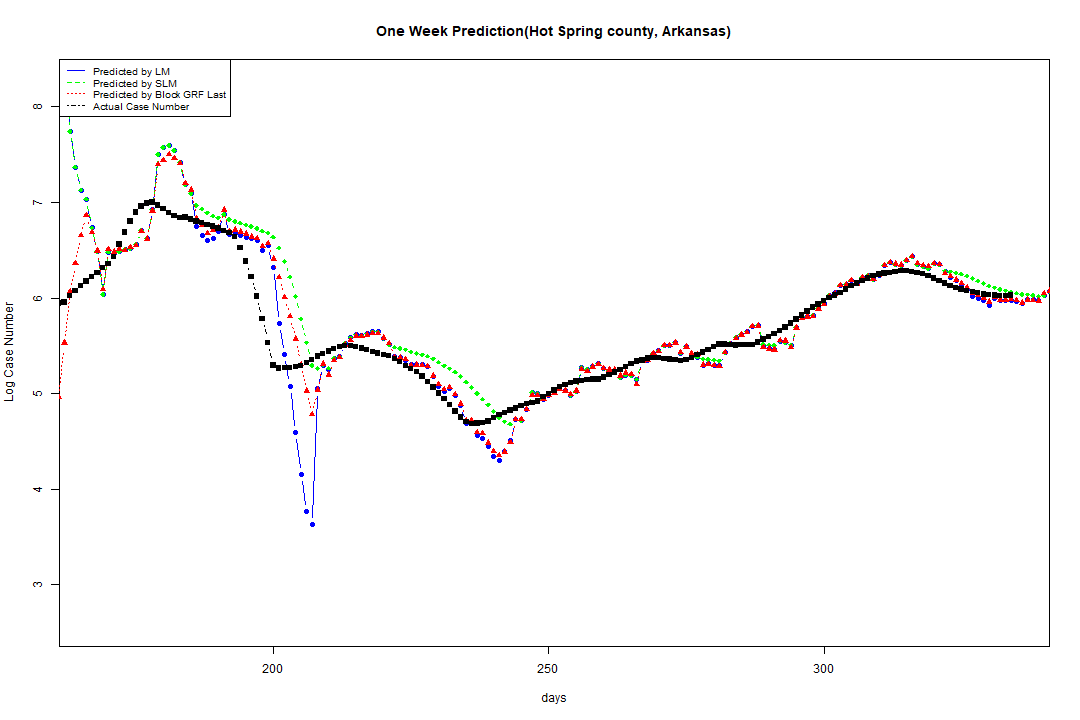 One Week Prediction(Hot Spring county, Arkansas)
Predicted by LM
Predicted by SLM
Predicted by Block GRF Last
Actual Case Number
8
7
6
5
4
3
Log Case Number
200 250 300
days